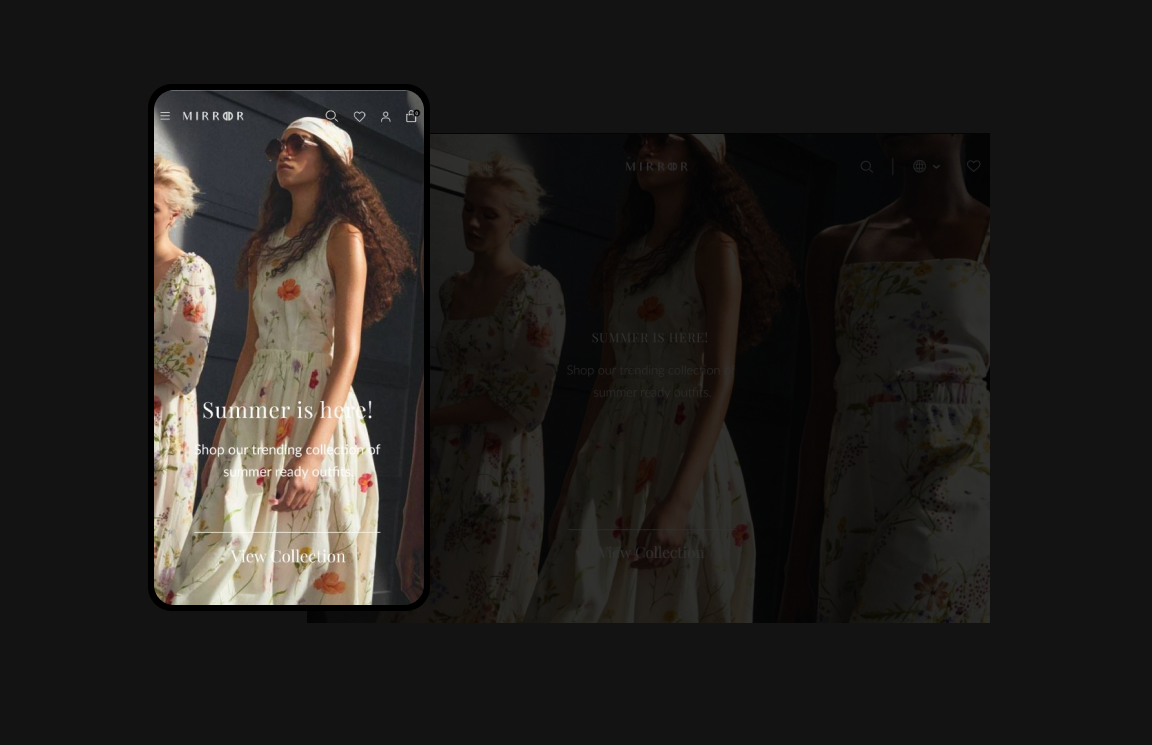 MIRROR
0
Summer is here!
Shop our trending collection of
summer ready outfits.
View Collection
MIRROR
SUMMER IS HERE!
Shop our trending collection of
summer ready outfits.
View Collection